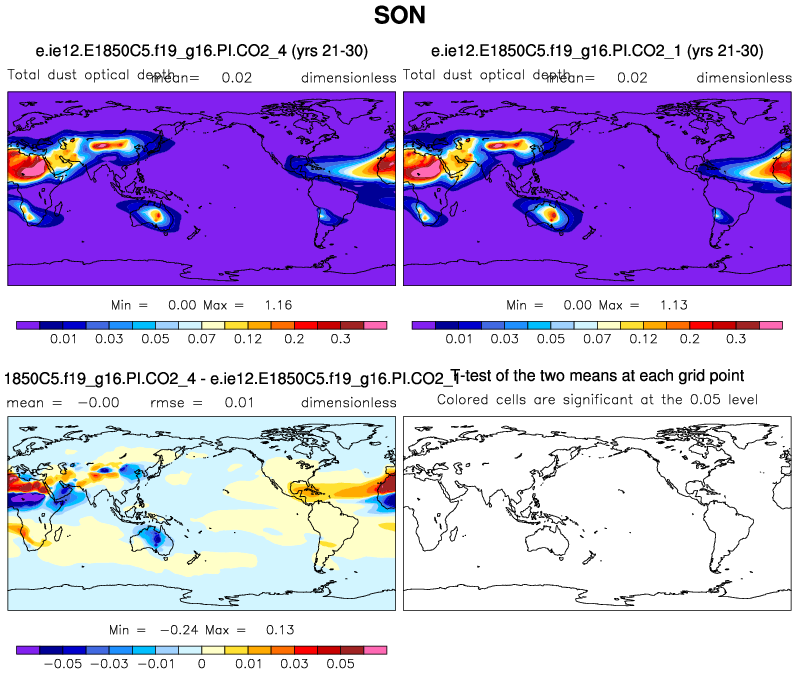 SON
e.ie12.E1850C5.f19_g16.PI.CO2_4 (yrs 21-30)
Total dust optical depth mean= 0.02 dimensionless
Min = 0.00 Max = 1.16
0.01 0.03 0.05 0.07 0.12 0.2 0.3
e.ie12.E1850C5.f19_g16.PI.CO2_1 (yrs 21-30)
Total dust optical depth mean= 0.02 dimensionless
Min = 0.00 Max = 1.13
0.01 0.03 0.05 0.07 0.12 0.2 0.3
1850C5.f19_g16.PI.CO2_4 - e.ie12.E1850C5.f19_g16.PI.CO2_1
mean = -0.00 rmse = 0.01 dimensionless
Min = -0.24 Max = 0.13
-0.05 -0.03 -0.01 0 0.01 0.03 0.05
T-test of the two means at each grid point
Colored cells are significant at the 0.05 level